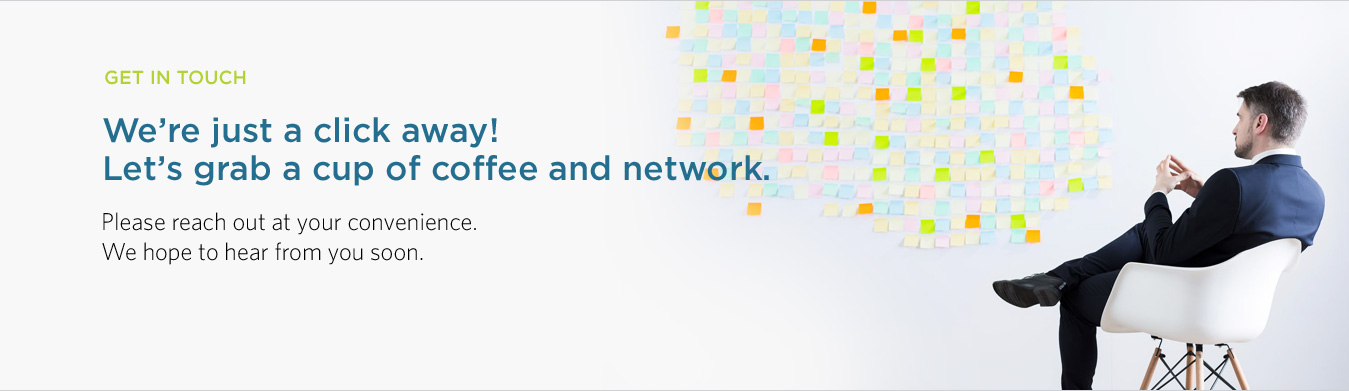 GET IN TOUCH
We're just a click away!
Let's grab a cup of coffee and network.
Please reach out at your convenience.
We hope to hear from you soon.